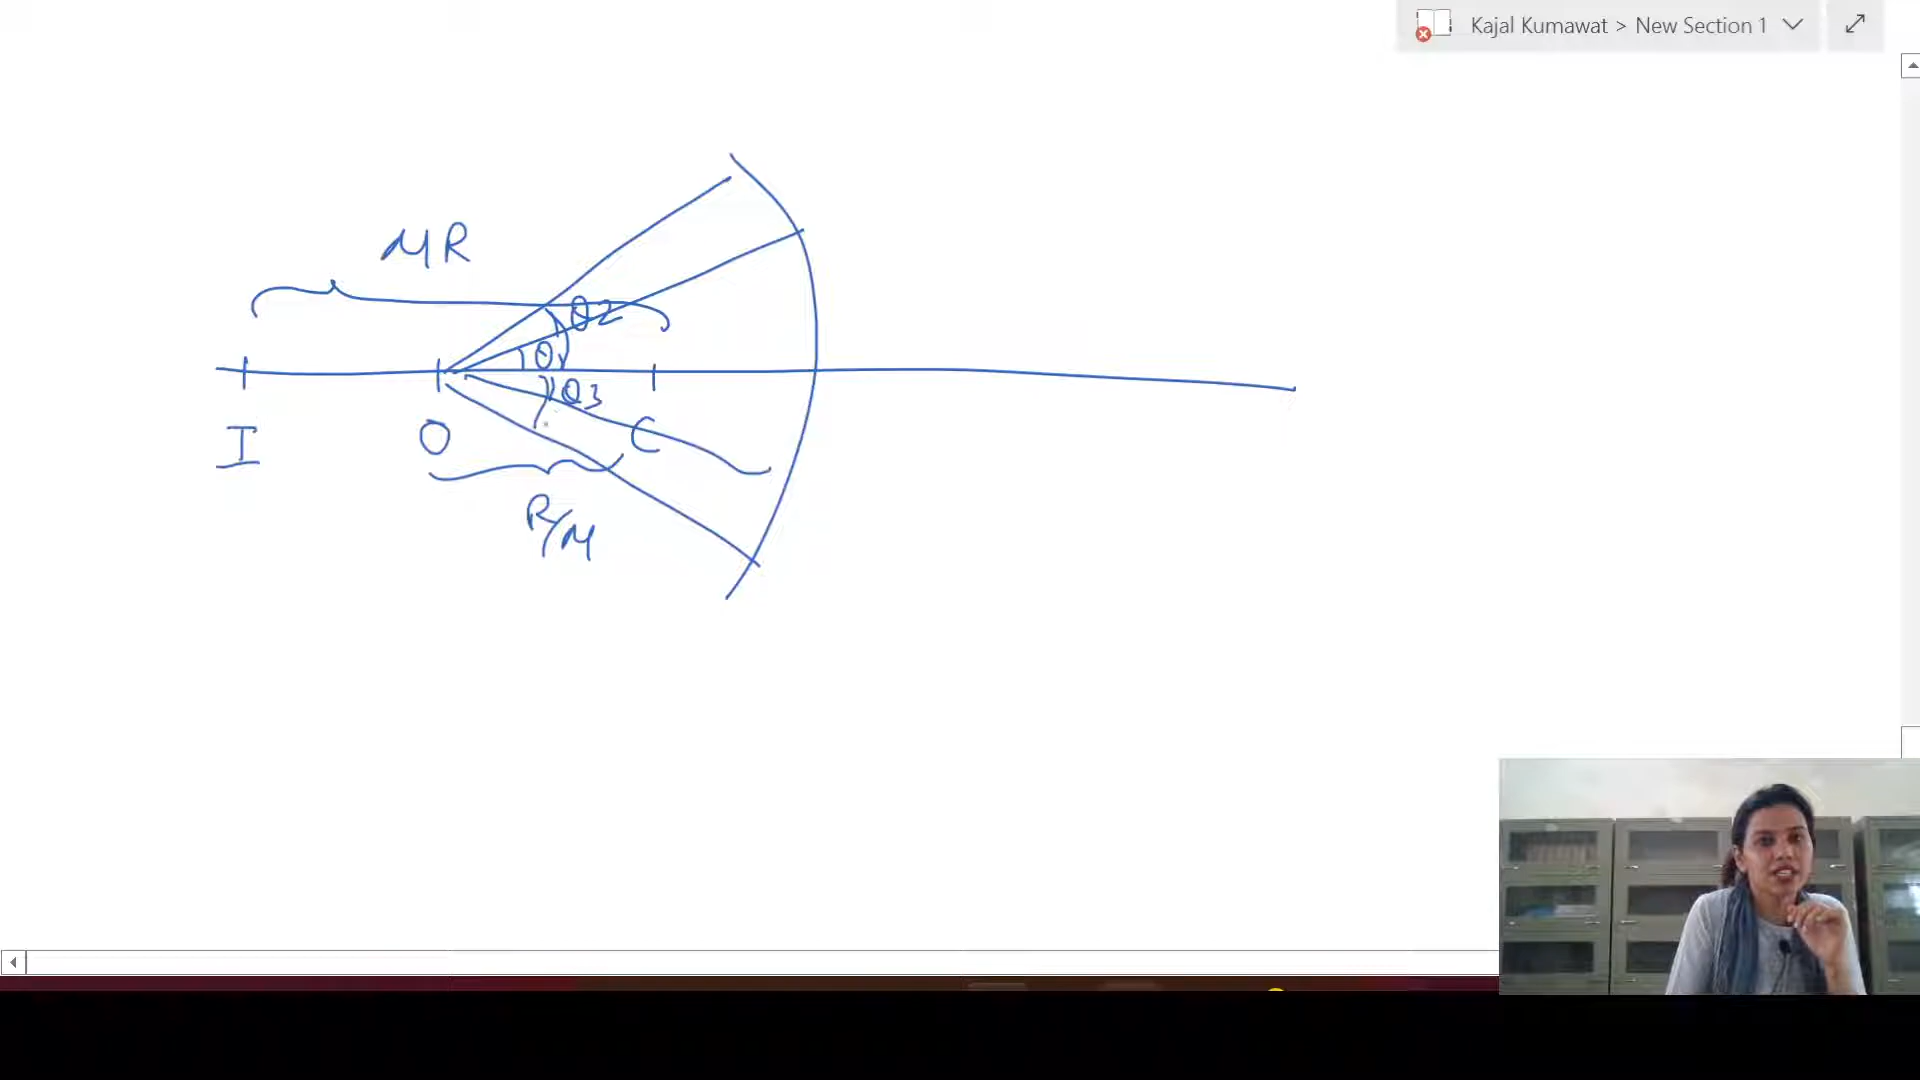 Kajal Kumawat > New Section 1
μR
θ2
θ1
θ3
I O C
R/μ